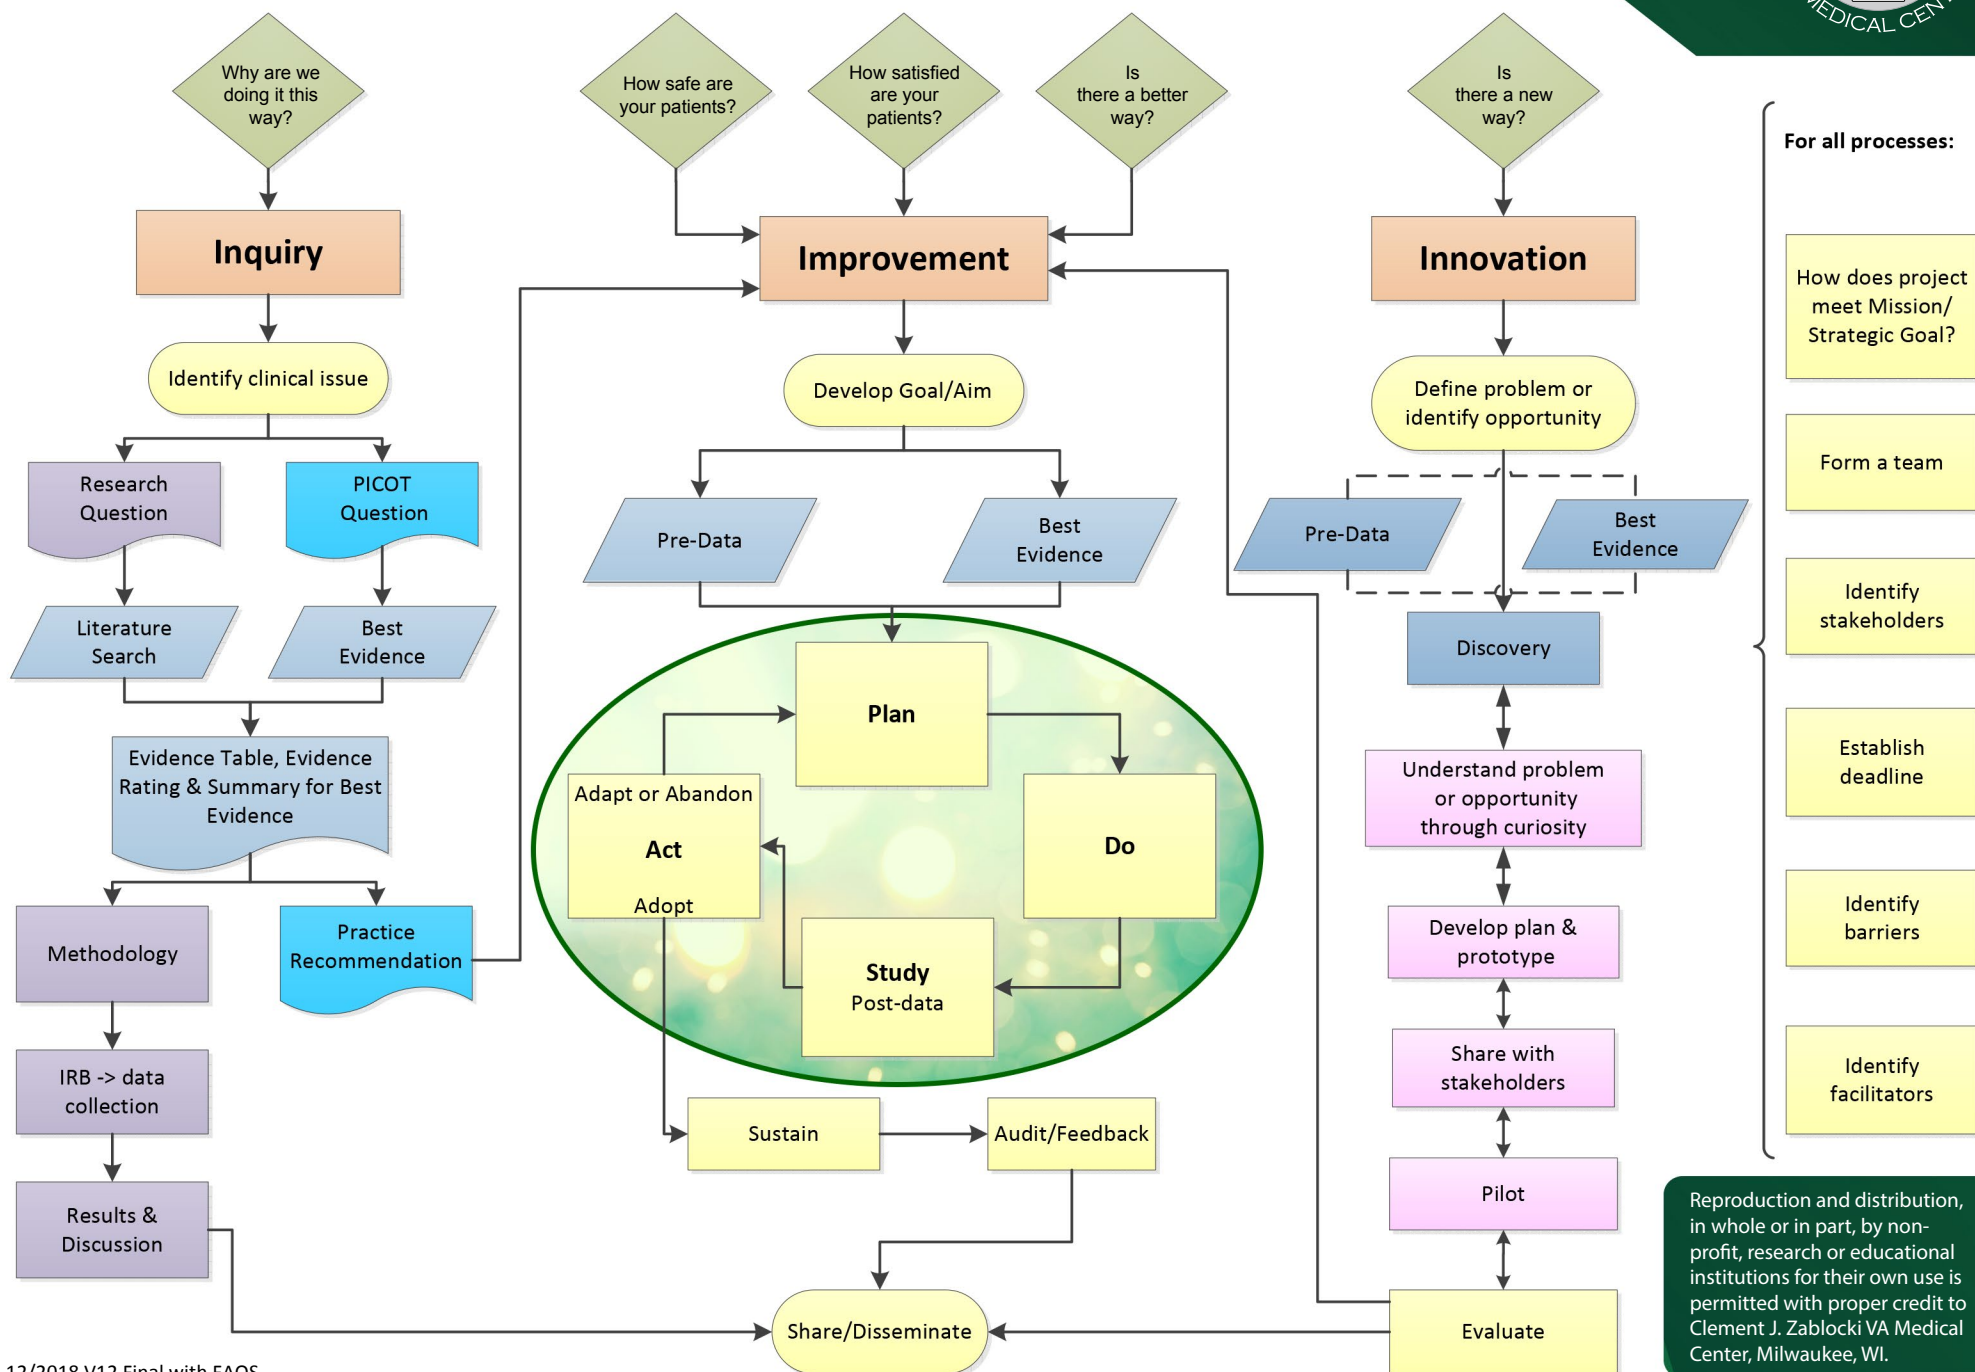 MEDICAL CENT
Why are we
doing it this
way?
How safe are
your patients?
How satisfied
are your
patients?
Is
there a better
way?
Is
there a new
way?
For all processes:
Inquiry
Improvement
Innovation
How does project
meet Mission/
Strategic Goal?
Identify clinical issue
Develop Goal/Aim
Define problem or
identify opportunity
Form a team
Research
Question
PICOT
Question
Pre-Data
Best
Evidence
Pre-Data
Best
Evidence
Identify
stakeholders
Literature
Search
Best
Evidence
Discovery
Plan
Evidence Table, Evidence
Rating & Summary for Best
Evidence
Understand problem
or opportunity
through curiosity
Establish
deadline
Adapt or Abandon
Act
Adopt
Do
Methodology
Practice
Recommendation
Develop plan &
prototype
Identify
barriers
Study
Post-data
IRB -> data
collection
Share with
stakeholders
Identify
facilitators
Sustain
Audit/Feedback
Results &
Discussion
Pilot
Share/Disseminate
Evaluate
Reproduction and distribution,
in whole or in part, by non-
profit, research or educational
institutions for their own use is
permitted with proper credit to
Clement J. Zablocki VA Medical
Center, Milwaukee, WI.
12/2018 V12 Final with FAQS